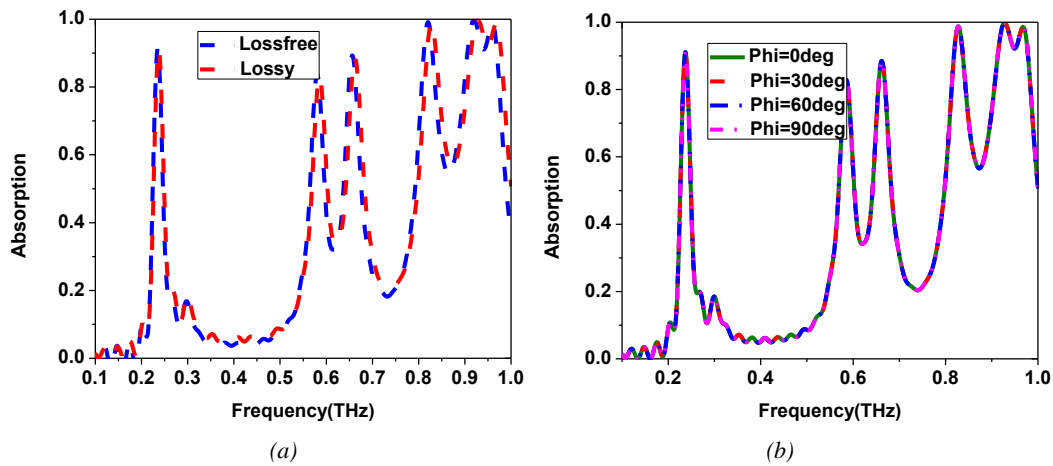 1.0
0.8
0.6
0.4
0.2
0.0
Absorption
Lossfree
Lossy
0.1 0.2 0.3 0.4 0.5 0.6 0.7 0.8 0.9 1.0
Frequency(THz)
(a)
1.0
0.8
0.6
0.4
0.2
0.0
Absorption
Phi=0deg
Phi=30deg
Phi=60deg
Phi=90deg
0.2 0.4 0.6 0.8 1.0
Frequency(THz)
(b)